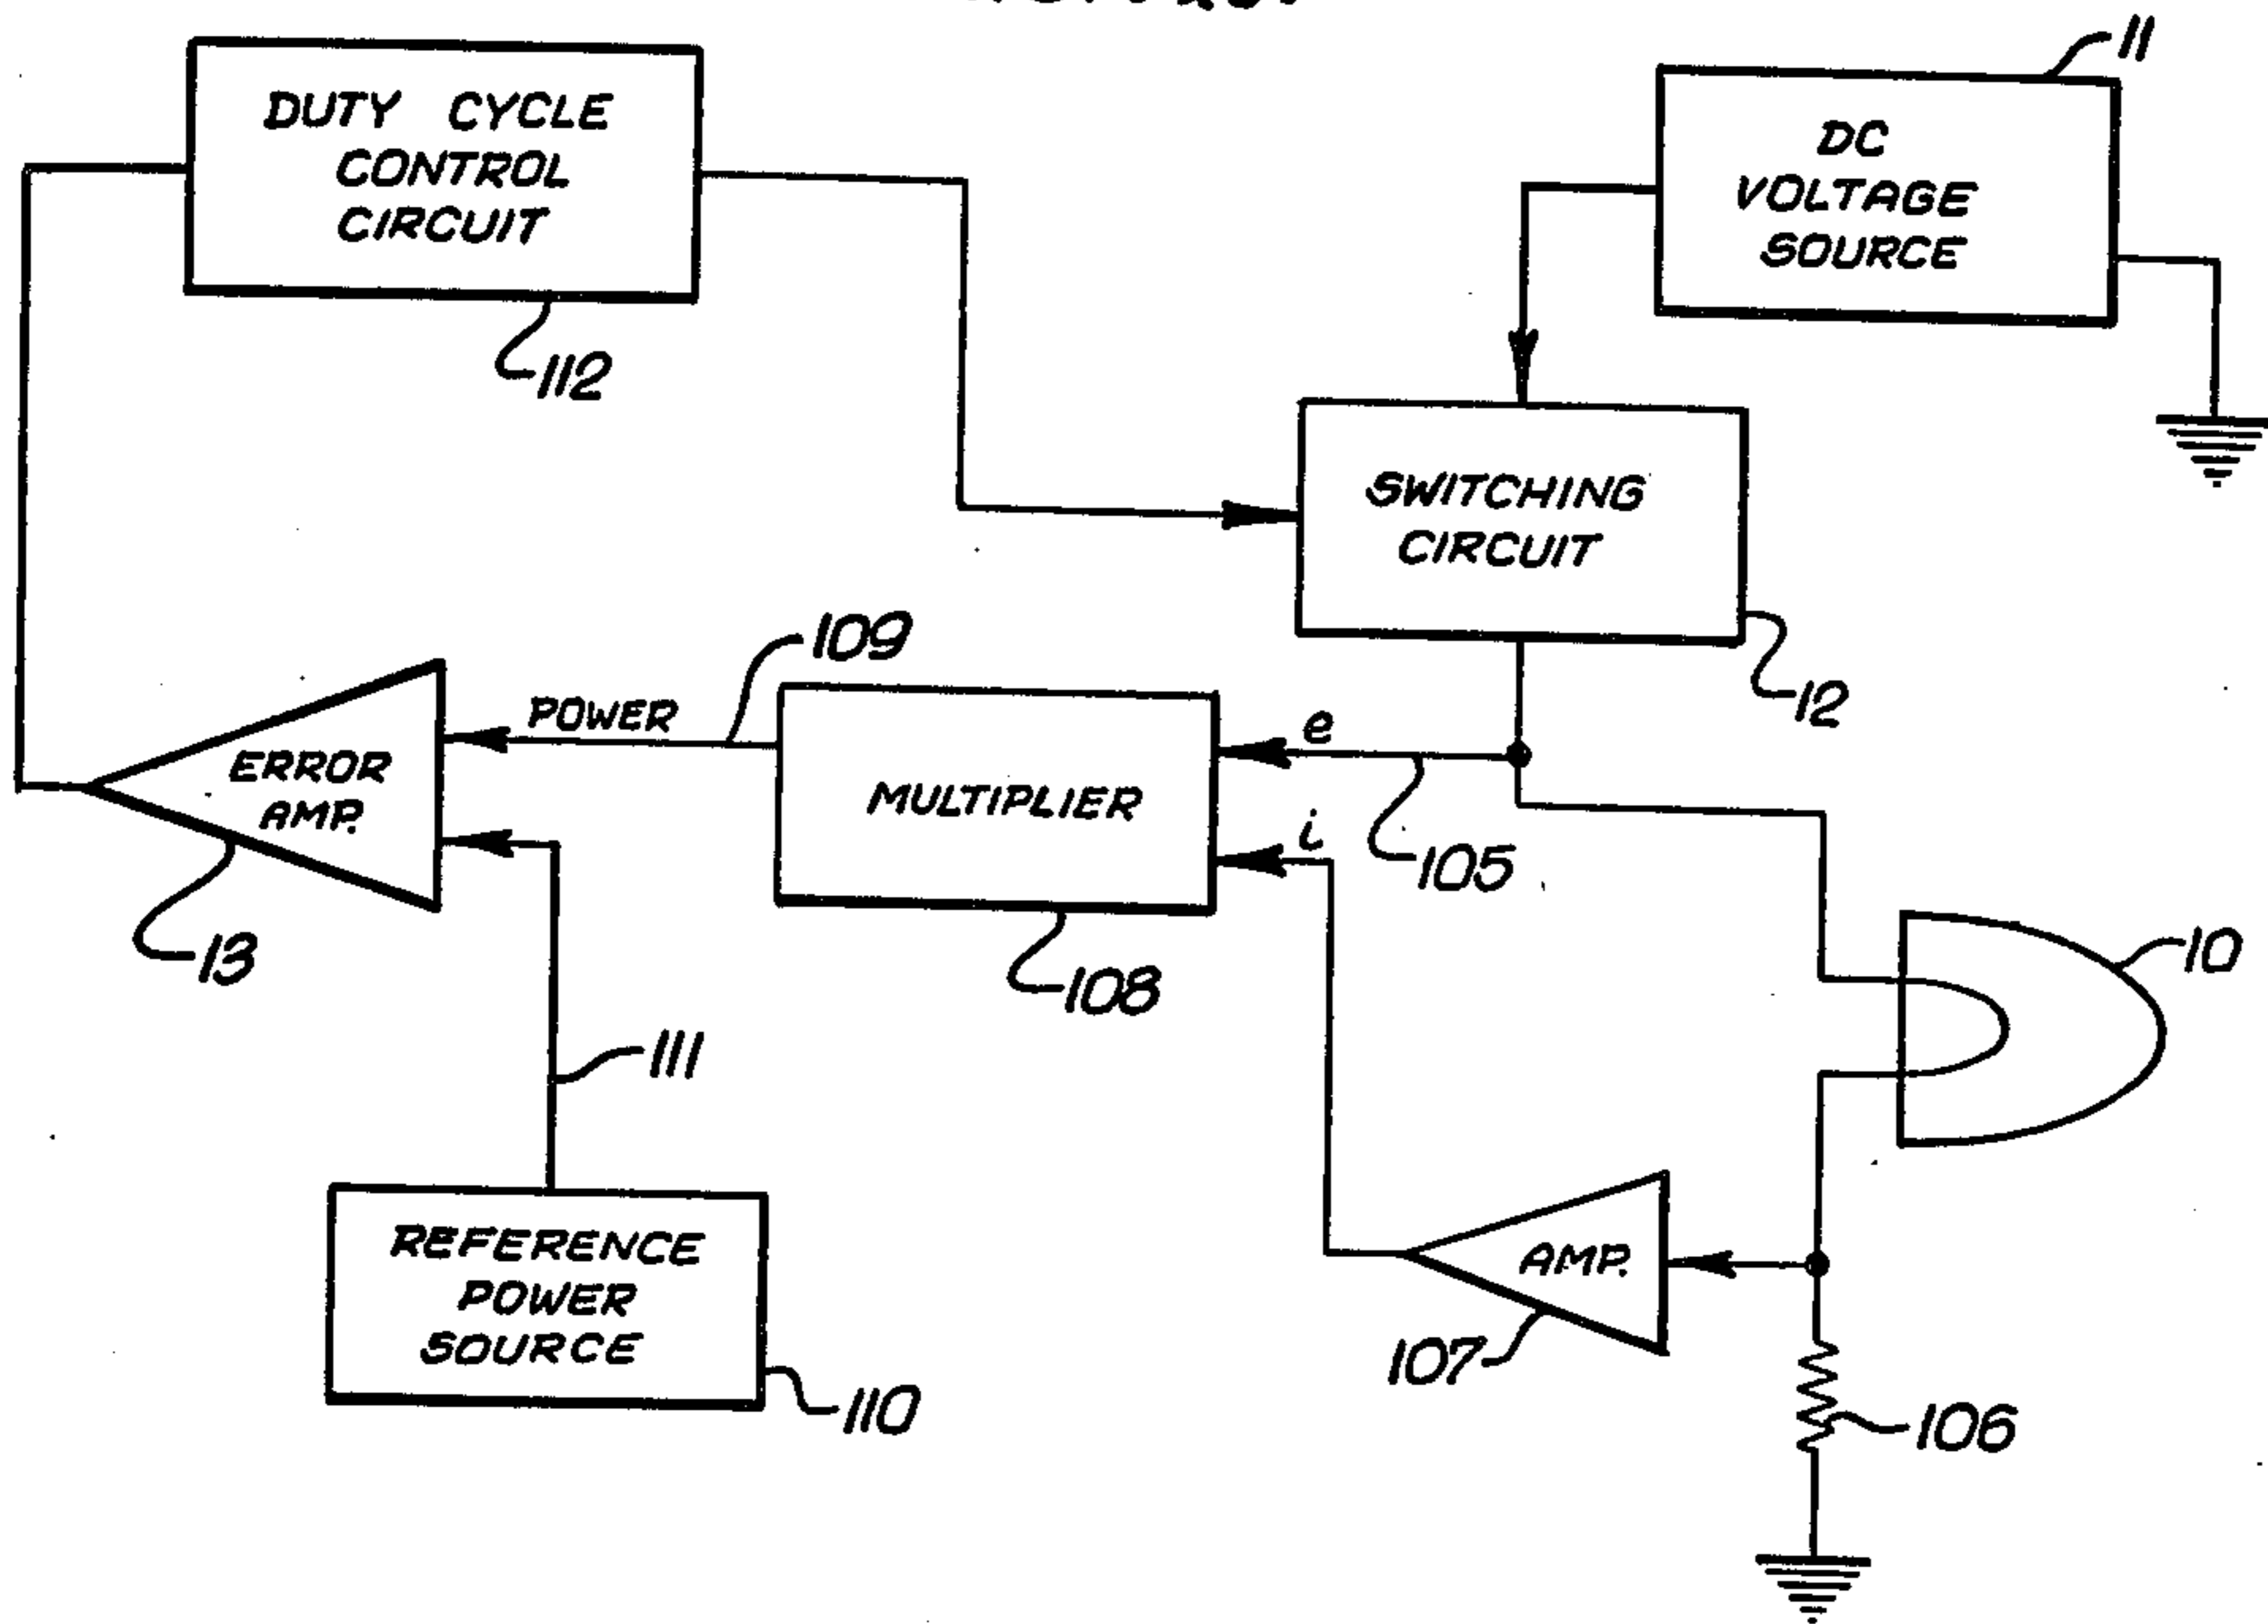 DUTY CYCLE
CONTROL
CIRCUIT
112
11
DC
VOLTAGE
SOURCE
SWITCHING
CIRCUIT
12
109
POWER
e
i
105
ERROR
AMP.
13
MULTIPLIER
108
10
111
REFERENCE
POWER
SOURCE
110
AMP.
107
106